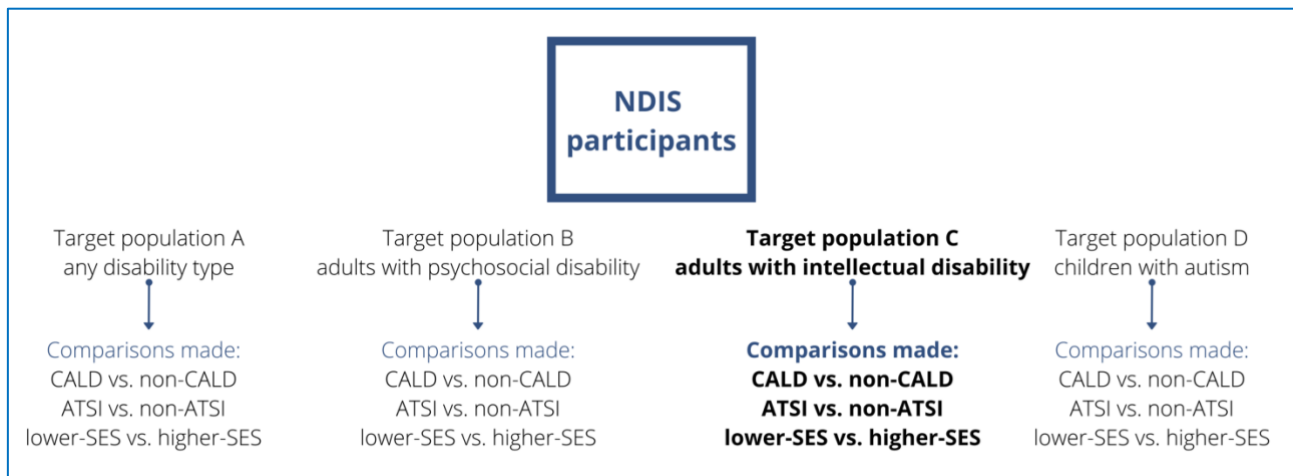 NDIS
participants
Target population A
any disability type
Comparisons made:
CALD vs. non-CALD
ATSI vs. non-ATSI
lower-SES vs. higher-SES
Target population B
adults with psychosocial disability
Comparisons made:
CALD vs. non-CALD
ATSI vs. non-ATSI
lower-SES vs. higher-SES
Target population C
adults with intellectual disability
Comparisons made:
CALD vs. non-CALD
ATSI vs. non-ATSI
lower-SES vs. higher-SES
Target population D
children with autism
Comparisons made:
CALD vs. non-CALD
ATSI vs. non-ATSI
lower-SES vs. higher-SES